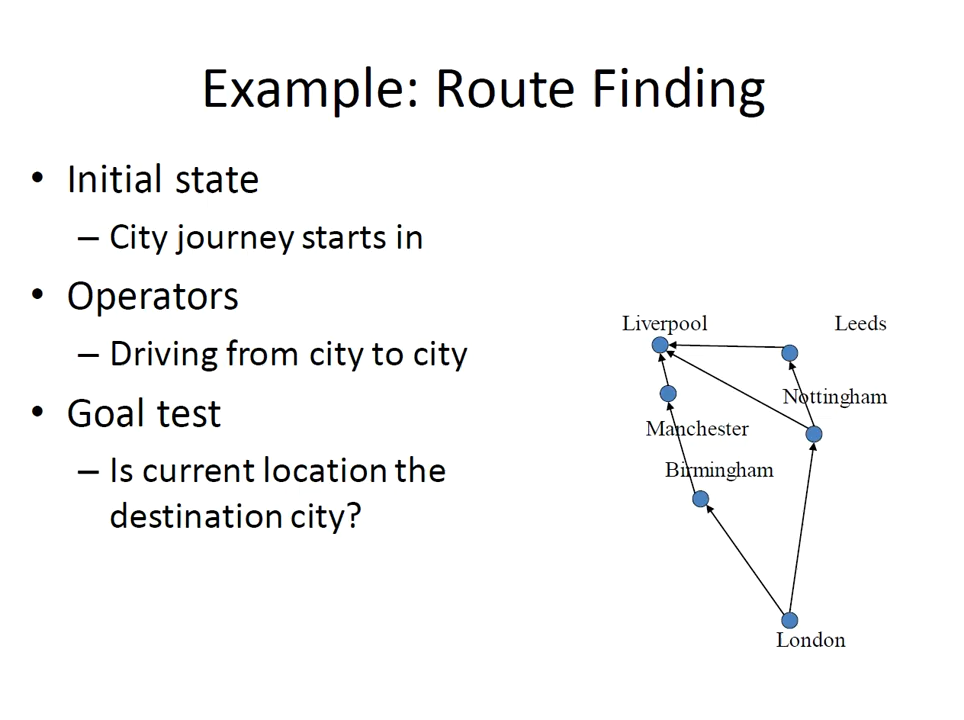 Example: Route Finding
• Initial state
– City journey starts in
• Operators
– Driving from city to city
• Goal test
– Is current location the
destination city?
Liverpool
Leeds
Nottingham
Manchester
Birmingham
London